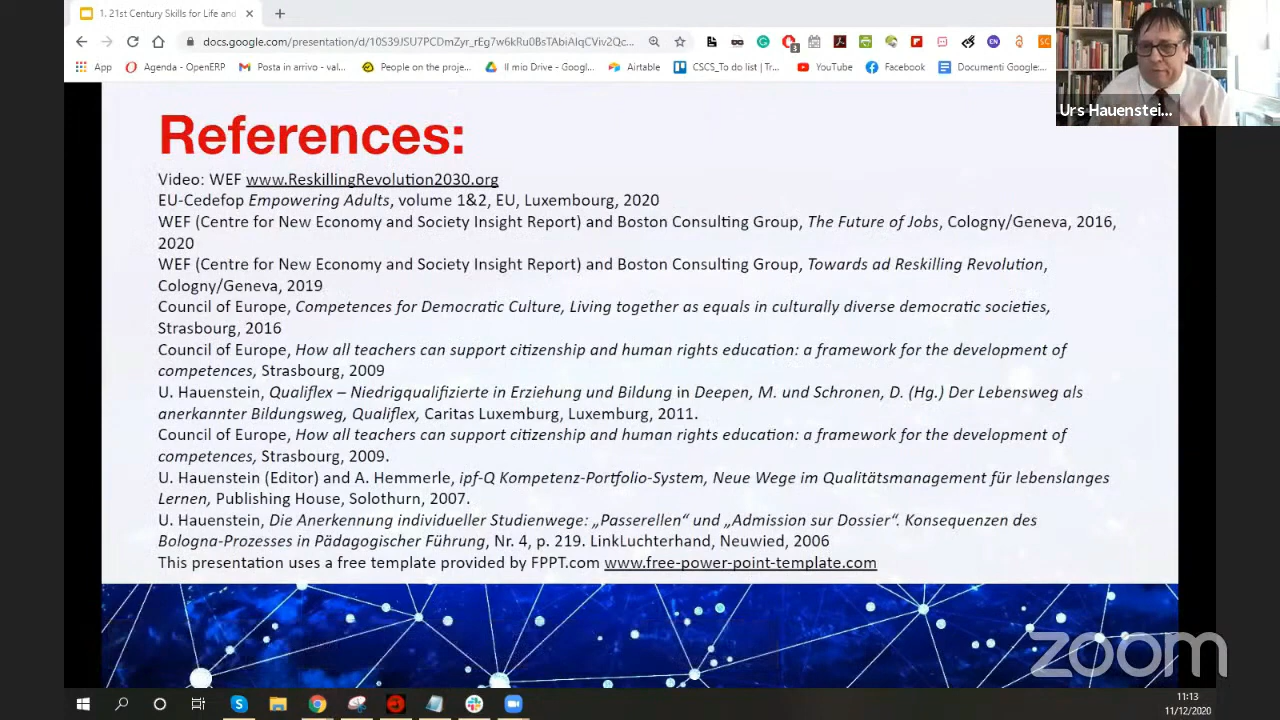 1. 21st Century Skills for Life and
docs.google.com/presentation/d/
App Agenda - OpenERP Posta in arrivo - val... People on the proje... Il mio Drive - Googl... Airtable CSCS_To do list | Tr... YouTube Facebook Documenti Google:
Urs Hauenstei...
References:
Video: WEF www.ReskillingRevolution2030.org
EU-Cedefop Empowering Adults, volume 1&2, EU, Luxembourg, 2020
WEF (Centre for New Economy and Society Insight Report) and Boston Consulting Group, The Future of Jobs, Cologny/Geneva, 2016,
2020
WEF (Centre for New Economy and Society Insight Report) and Boston Consulting Group, Towards ad Reskilling Revolution,
Cologny/Geneva, 2019
Council of Europe, Competences for Democratic Culture, Living together as equals in culturally diverse democratic societies,
Strasbourg, 2016
Council of Europe, How all teachers can support citizenship and human rights education: a framework for the development of
competences, Strasbourg, 2009
U. Hauenstein, Qualiflex – Niedrigqualifizierte in Erziehung und Bildung in Deepen, M. und Schronen, D. (Hg.) Der Lebensweg als
anerkannter Bildungsweg, Qualiflex, Caritas Luxemburg, Luxemburg, 2011.
Council of Europe, How all teachers can support citizenship and human rights education: a framework for the development of
competences, Strasbourg, 2009.
U. Hauenstein (Editor) and A. Hemmerle, ipf-Q Kompetenz-Portfolio-System, Neue Wege im Qualitätsmanagement für lebenslanges
Lernen, Publishing House, Solothurn, 2007.
U. Hauenstein, Die Anerkennung individueller Studienwege: „Passerellen“ und „Admission sur Dossier“. Konsequenzen des
Bologna-Prozesses in Pädagogischer Führung, Nr. 4, p. 219. LinkLuchterhand, Neuwied, 2006
This presentation uses a free template provided by FPPT.com www.free-power-point-template.com
zoom
11:13
11/12/2020